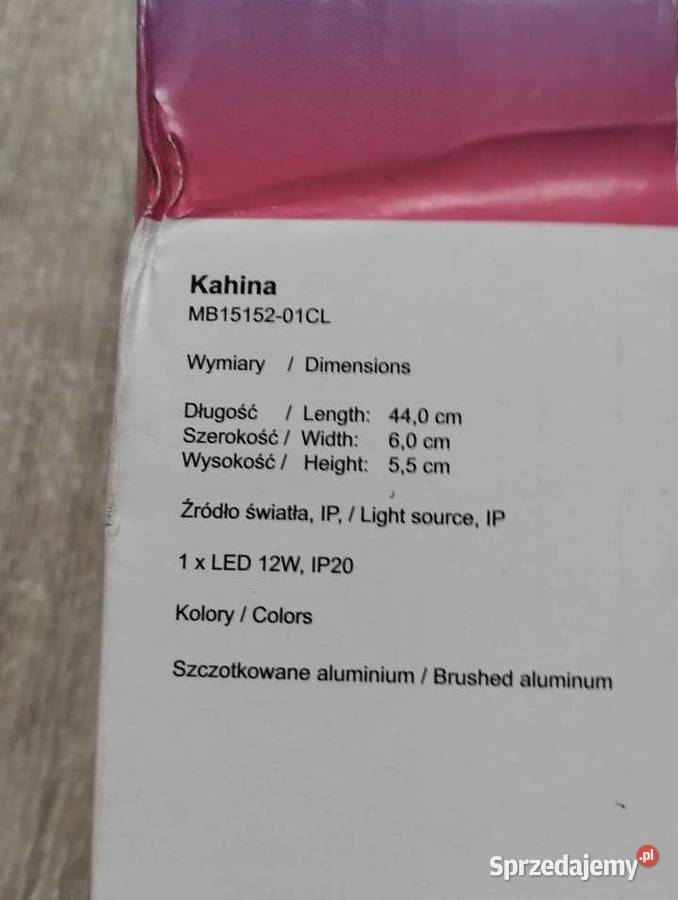 Kahina
MB15152-01CL
Wymiary / Dimensions
Długość / Length: 44,0 cm
Szerokość / Width: 6,0 cm
Wysokość / Height: 5,5 cm
Źródło światła, IP, / Light source, IP
1 x LED 12W, IP20
Kolory / Colors
Szczotkowane aluminium / Brushed aluminum
Sprzedajemy.pl